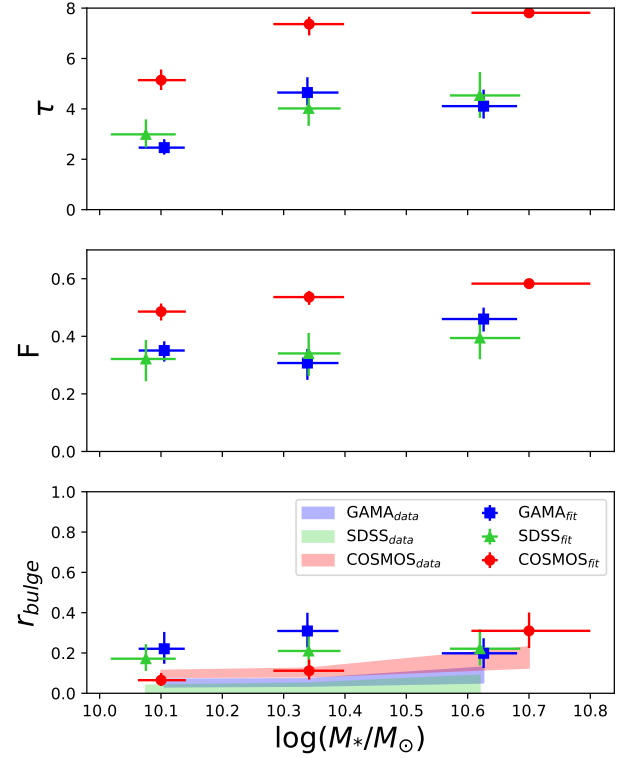 8
6
4
2
0
τ
0.6
0.4
0.2
0.0
F
1.0
0.8
0.6
0.4
0.2
0.0
r_bulge
GAMA_data
SDSS_data
COSMOS_data
GAMA_fit
SDSS_fit
COSMOS_fit
10.0 10.1 10.2 10.3 10.4 10.5 10.6 10.7 10.8
log(M_*/M_⊙)